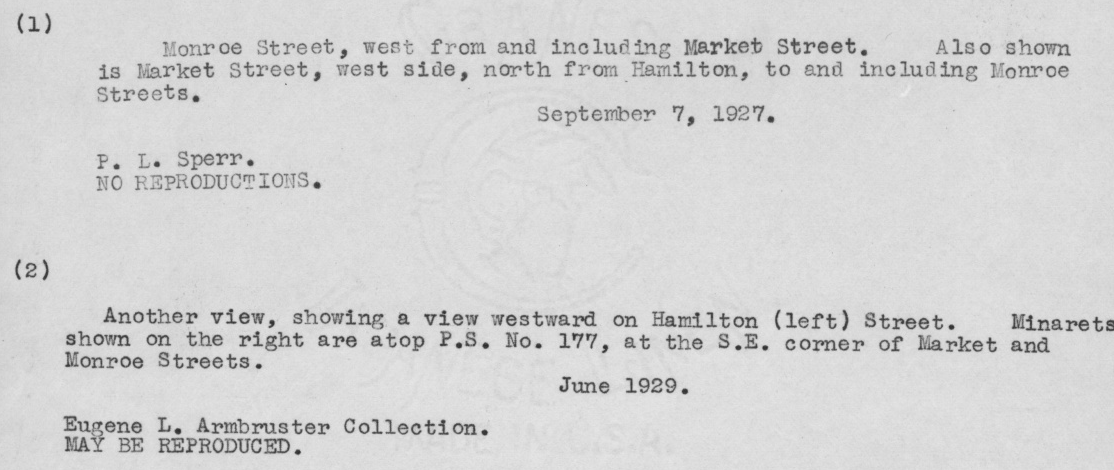 (1)
Monroe Street, west from and including Market Street. Also shown
is Market Street, west side, north from Hamilton, to and including Monroe
Streets.
September 7, 1927.
P. L. Sperr.
NO REPRODUCTIONS.
(2)
Another view, showing a view westward on Hamilton (left) Street. Minarets
shown on the right are atop P.S. No. 177, at the S.E. corner of Market and
Monroe Streets.
June 1929.
Eugene L. Armbruster Collection.
MAY BE REPRODUCED.